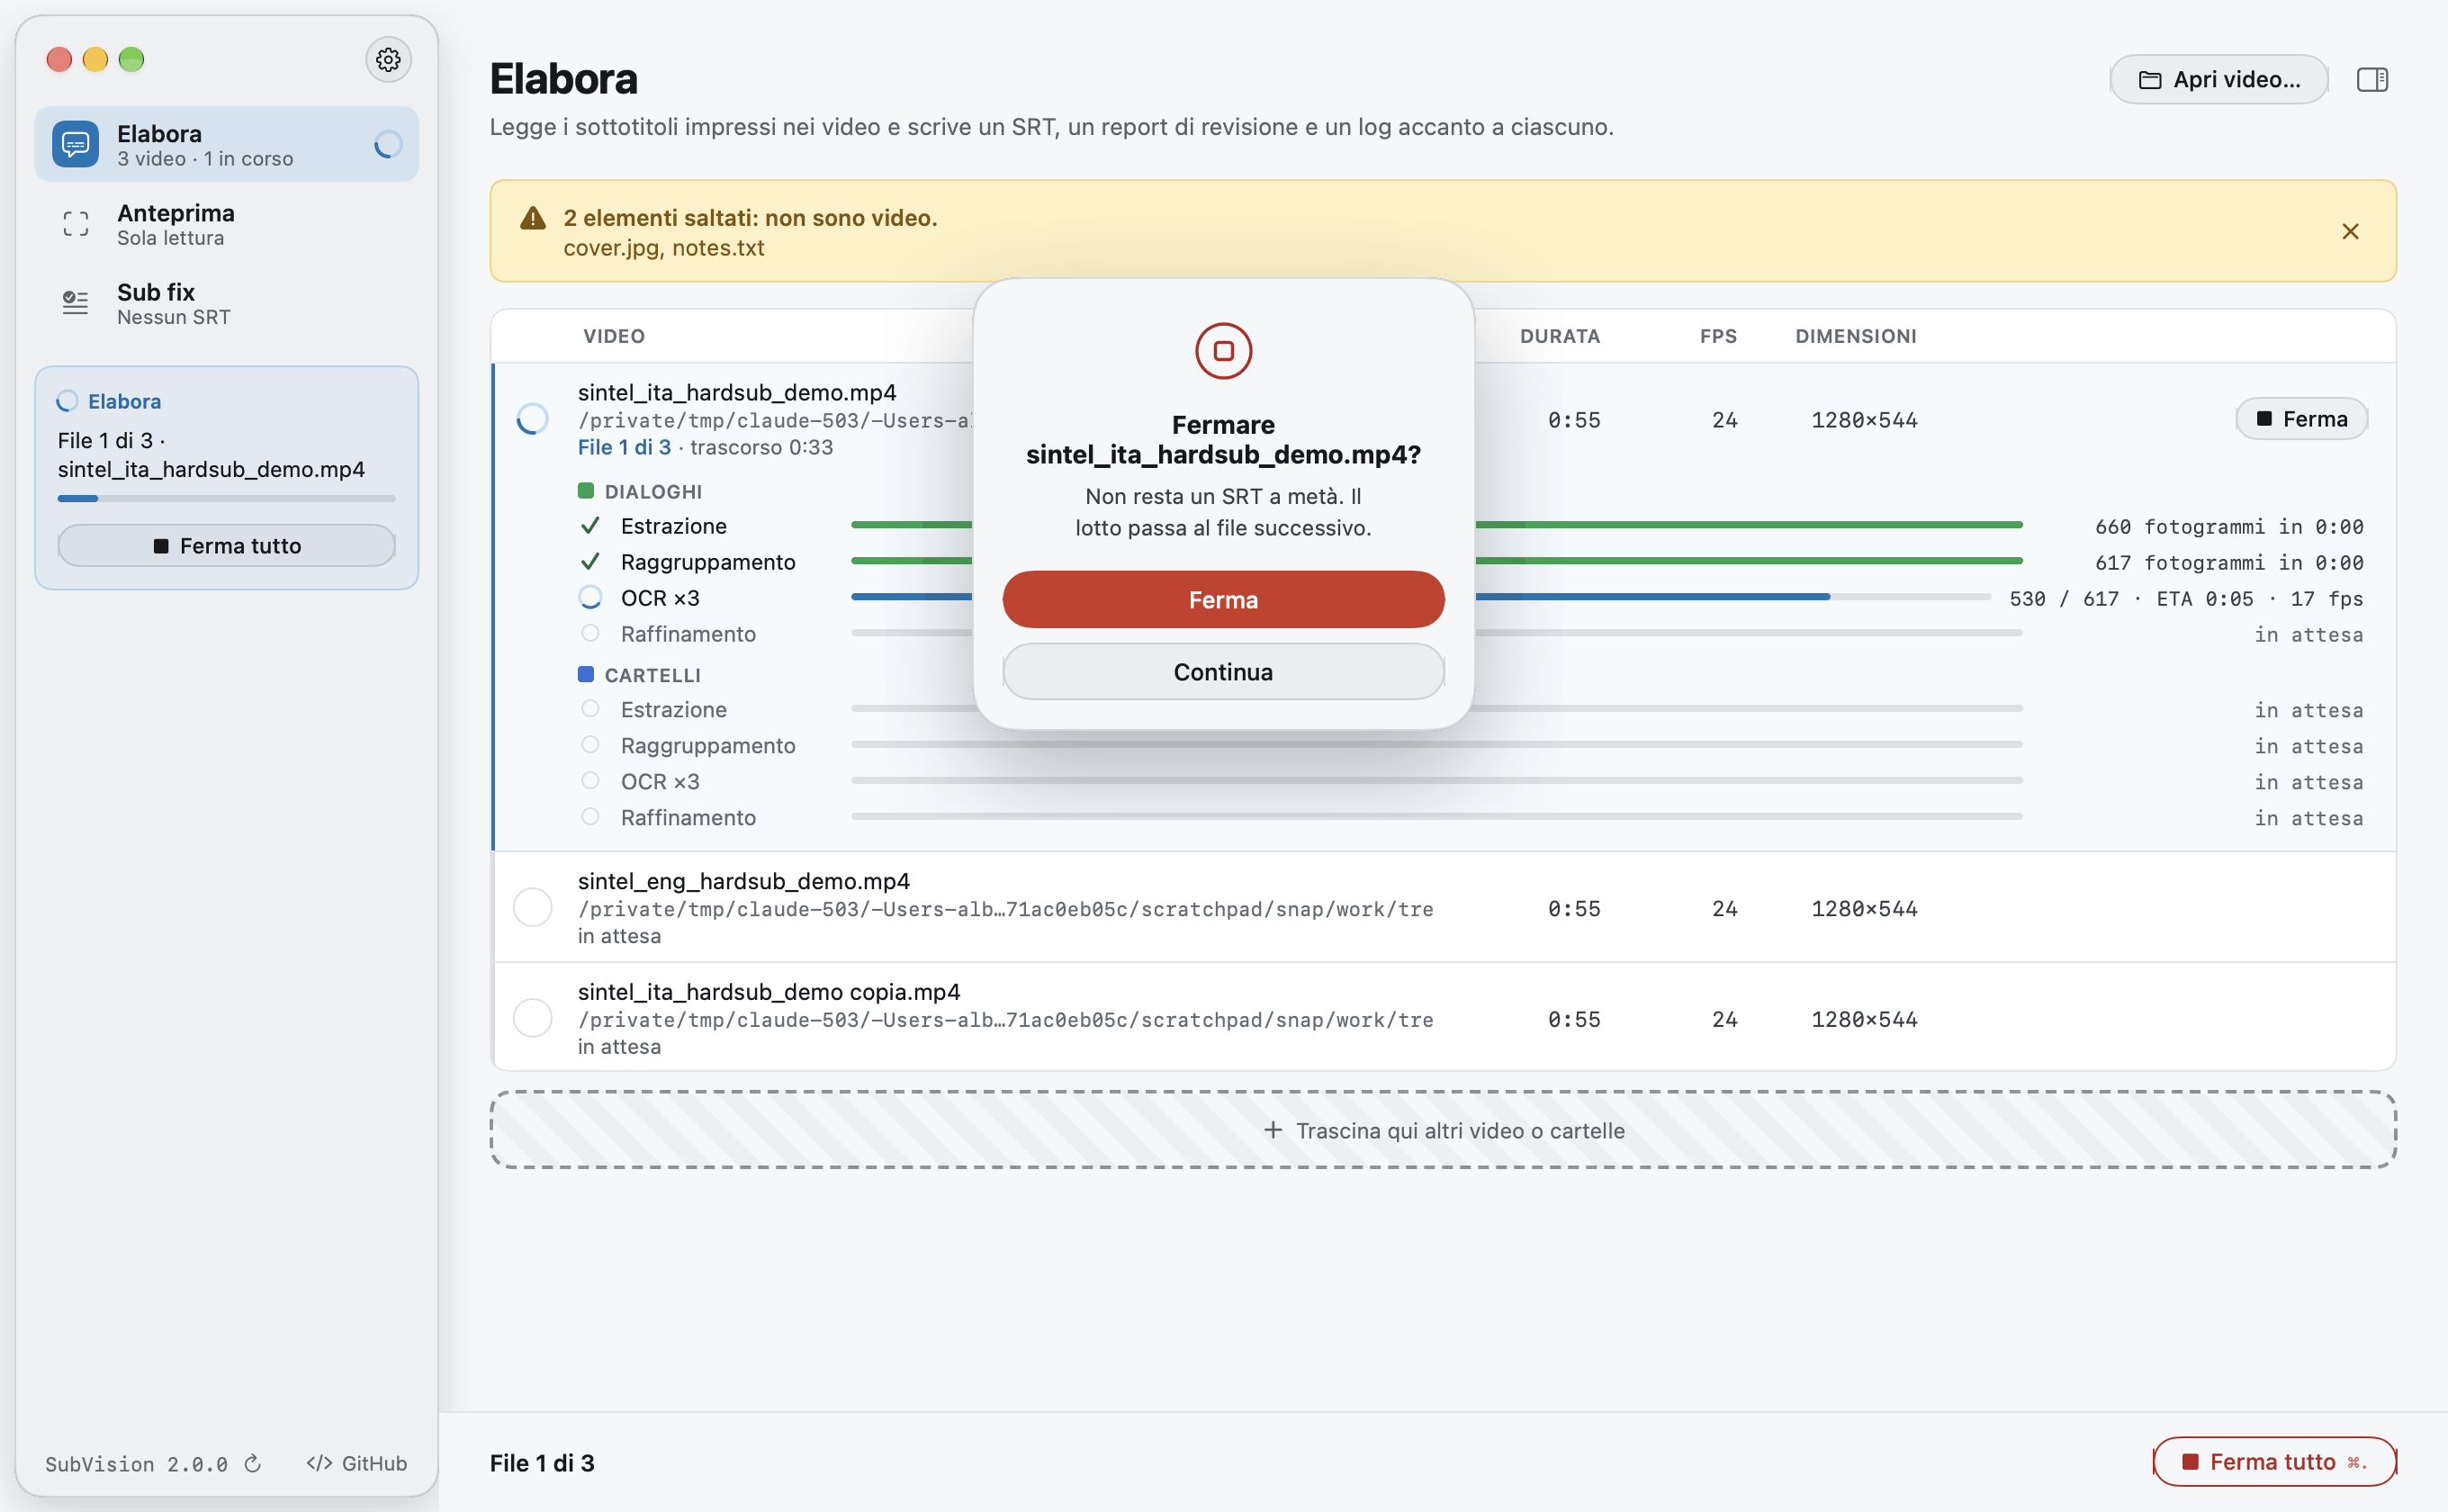 Elabora
3 video · 1 in corso
Anteprima
Sola lettura
Sub fix
Nessun SRT
Elabora
File 1 di 3 ·
sintel_ita_hardsub_demo.mp4
Ferma tutto
SubVision 2.0.0
</> GitHub
Elabora
Apri video...
Legge i sottotitoli impressi nei video e scrive un SRT, un report di revisione e un log accanto a ciascuno.
2 elementi saltati: non sono video.
cover.jpg, notes.txt
VIDEO DURATA FPS DIMENSIONI
sintel_ita_hardsub_demo.mp4
/private/tmp/claude-503/-Users-a
File 1 di 3 · trascorso 0:33
0:55 24 1280×544
Ferma
DIALOGHI
Estrazione 660 fotogrammi in 0:00
Raggruppamento 617 fotogrammi in 0:00
OCR ×3 530 / 617 · ETA 0:05 · 17 fps
Raffinamento in attesa
CARTELLI
Estrazione in attesa
Raggruppamento in attesa
OCR ×3 in attesa
Raffinamento in attesa
Fermare
sintel_ita_hardsub_demo.mp4?
Non resta un SRT a metà. Il
lotto passa al file successivo.
Ferma
Continua
sintel_eng_hardsub_demo.mp4
/private/tmp/claude-503/-Users-alb…71ac0eb05c/scratchpad/snap/work/tre
in attesa
0:55 24 1280×544
sintel_ita_hardsub_demo copia.mp4
/private/tmp/claude-503/-Users-alb…71ac0eb05c/scratchpad/snap/work/tre
in attesa
0:55 24 1280×544
+ Trascina qui altri video o cartelle
File 1 di 3
Ferma tutto ⌘.